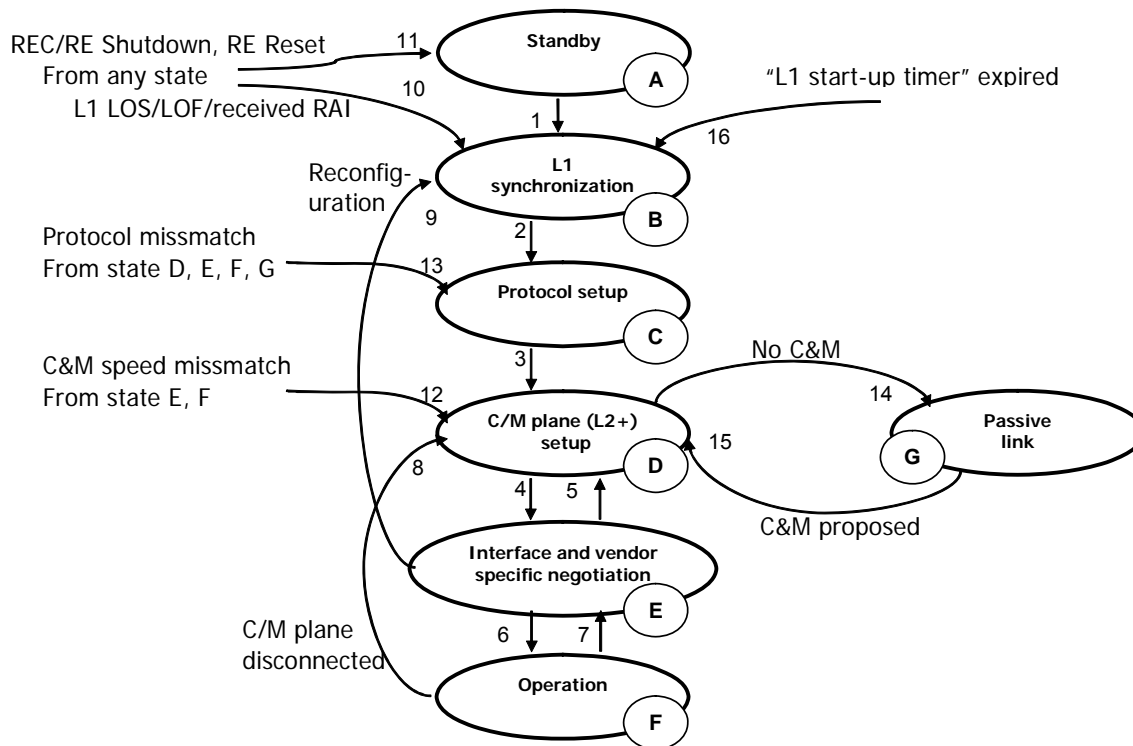 Standby
A
REC/RE Shutdown, RE Reset
11
From any state
10
L1 LOS/LOF/received RAI
“L1 start-up timer” expired
16
1
L1
synchronization
B
Reconfig-
uration
9
2
Protocol missmatch
From state D, E, F, G
13
Protocol setup
C
3
C&M speed missmatch
From state E, F
12
No C&M
14
C/M plane (L2+)
setup
D
15
Passive
link
G
8
4
5
C&M proposed
Interface and vendor
specific negotiation
E
C/M plane
disconnected
6
7
Operation
F